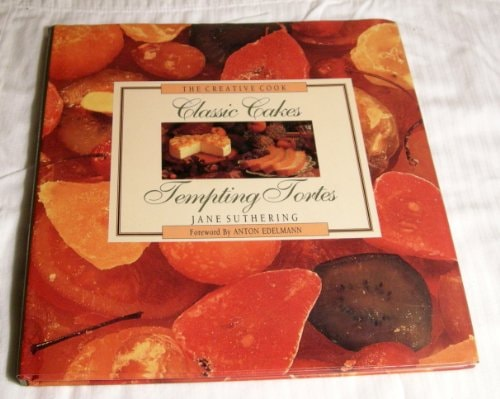 THE CREATIVE COOK
Classic Cakes
Tempting Tortes
JANE SUTHERING
Foreword By ANTON EDELMANN